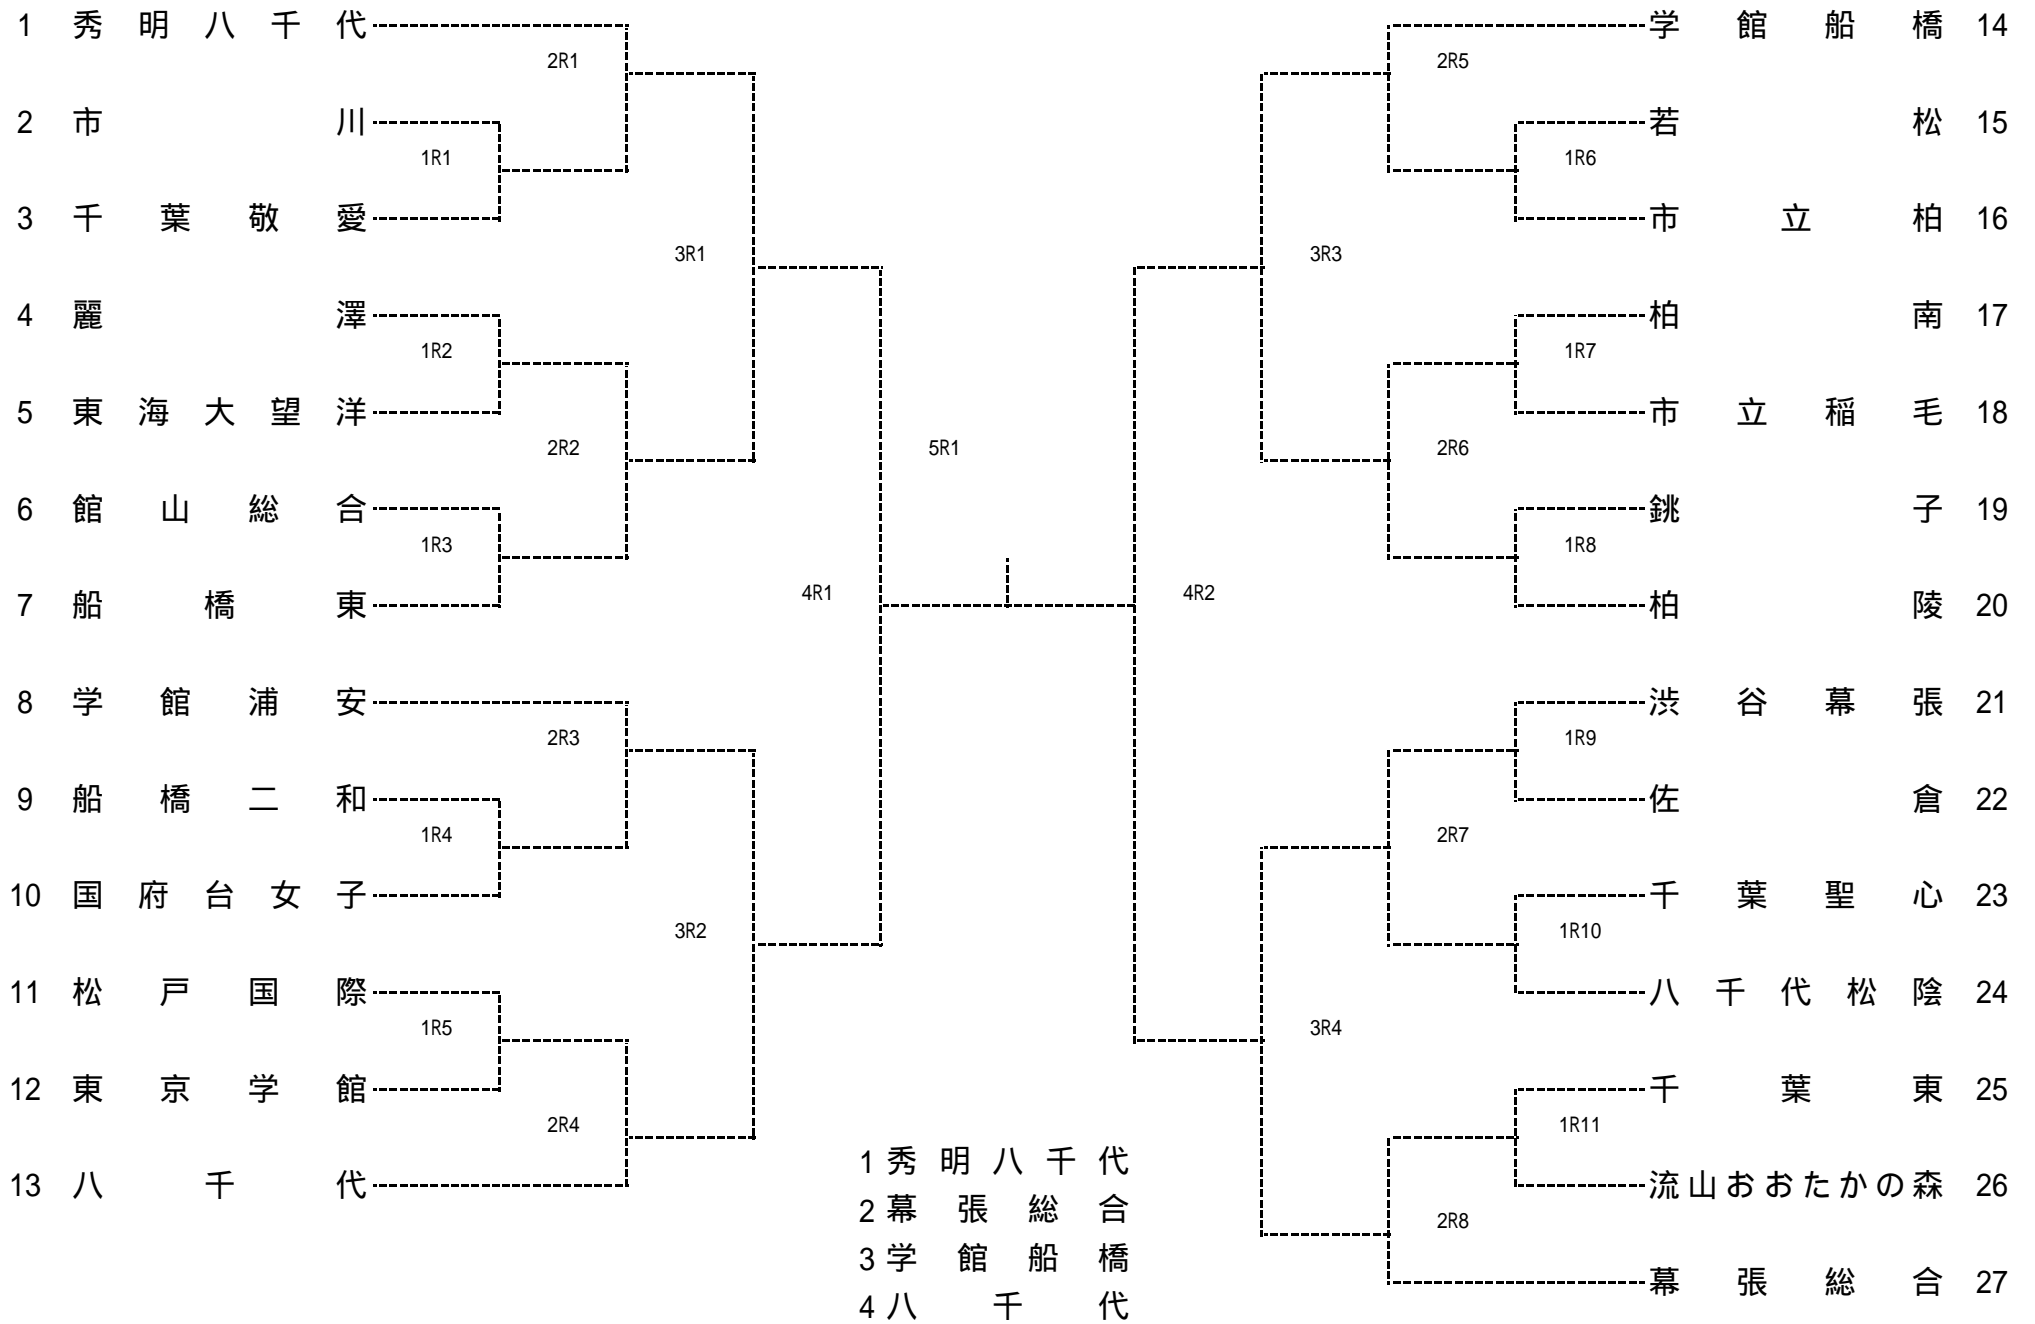 1 秀明八千代
2R1
2 市川
1R1
3 千葉敬愛
3R1
4 麗澤
1R2
5 東海大望洋
2R2
6 館山総合
1R3
7 船橋東
4R1
8 学館浦安
2R3
9 船橋二和
1R4
10 国府台女子
3R2
11 松戸国際
1R5
12 東京学館
2R4
13 八千代
5R1
1 秀明八千代
2 幕張総合
3 学館船橋
4 八千代
学館船橋 14
2R5
若松 15
1R6
市立柏 16
3R3
柏南 17
1R7
市立稲毛 18
2R6
銚子 19
1R8
柏陵 20
4R2
渋谷幕張 21
1R9
佐倉 22
2R7
千葉聖心 23
1R10
八千代松陰 24
3R4
千葉東 25
1R11
流山おおたかの森 26
2R8
幕張総合 27